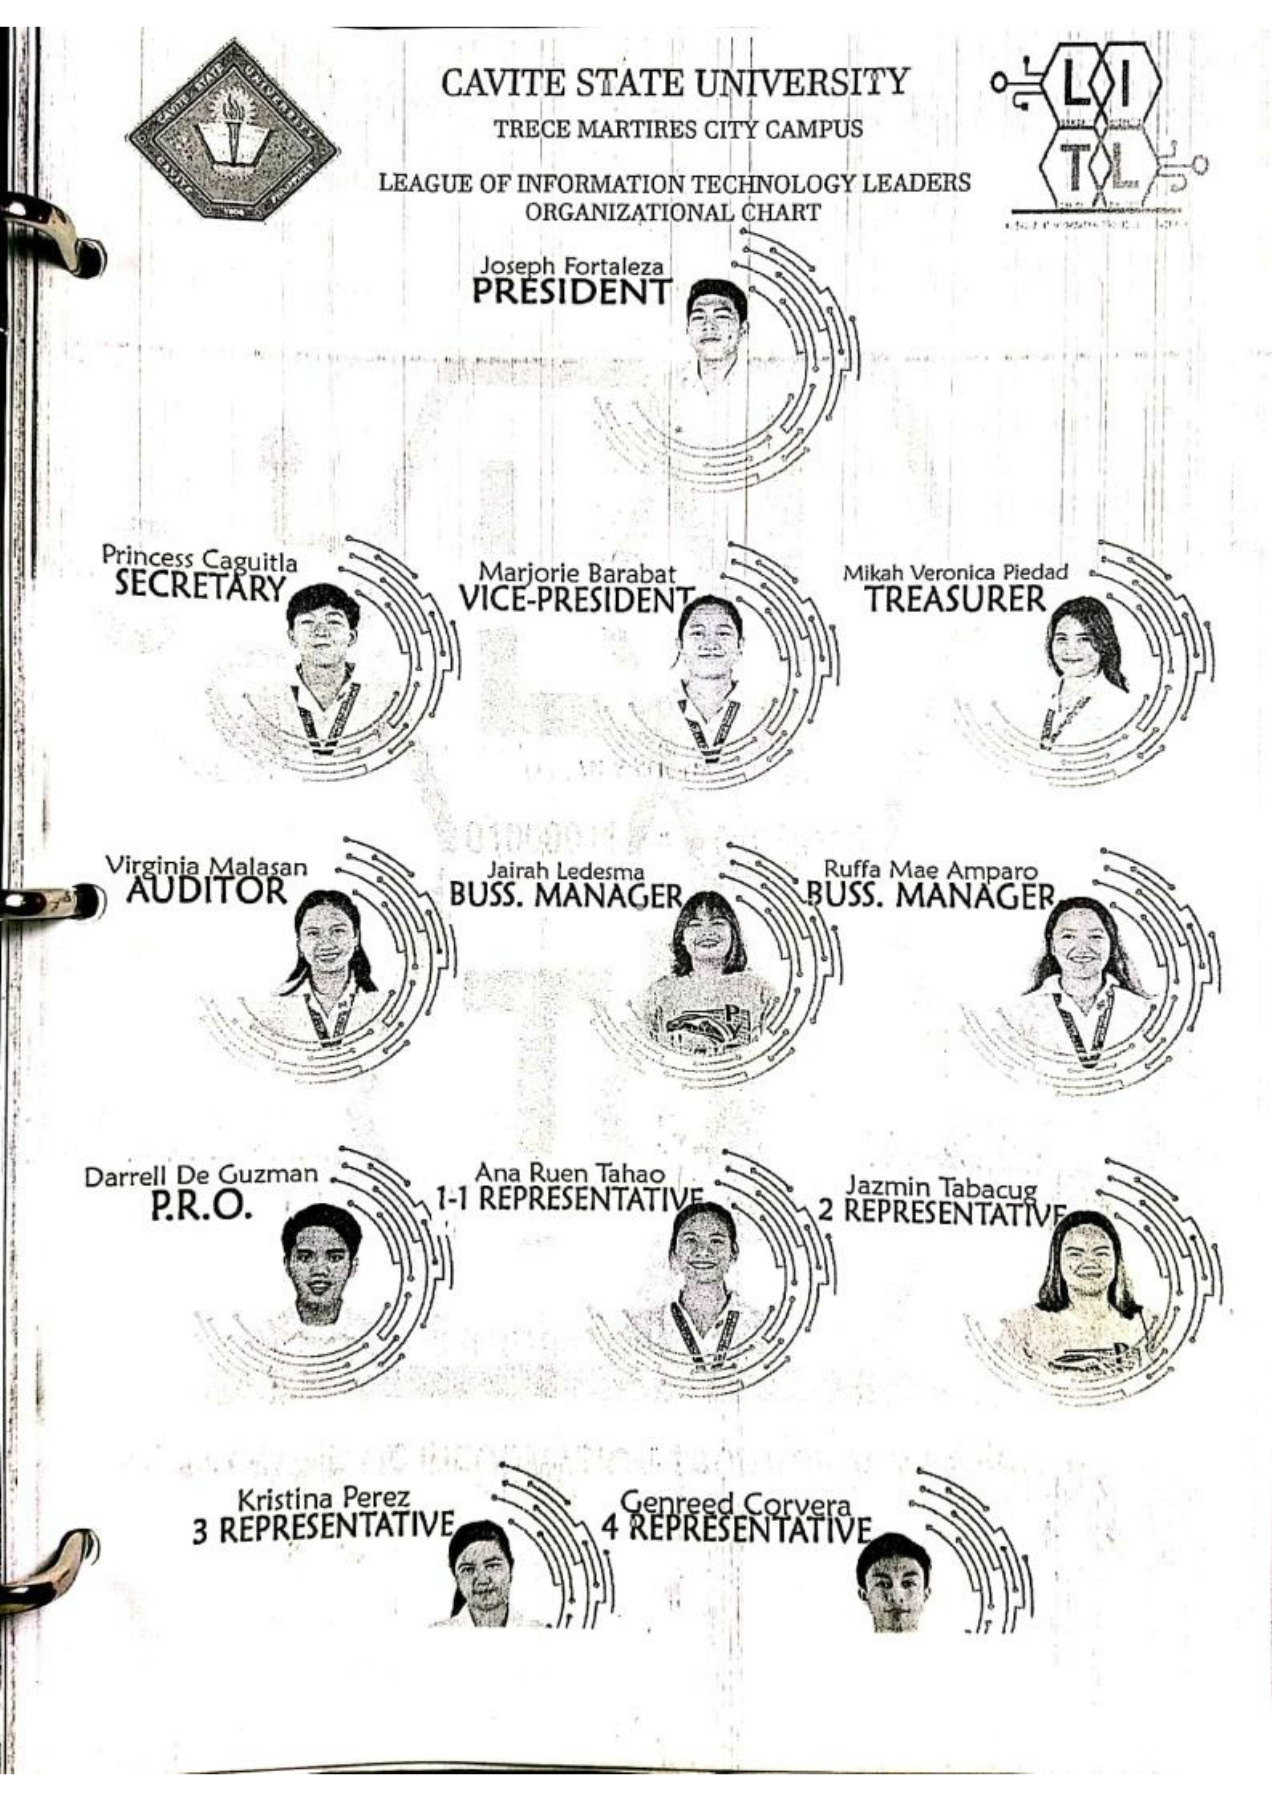 CAVITE STATE UNIVERSITY
TRECE MARTIRES CITY CAMPUS
LEAGUE OF INFORMATION TECHNOLOGY LEADERS
ORGANIZATIONAL CHART
CAVITE STATE UNIVERSITY
CAVITE
PHILIPPINES
1906
L I
T L
Joseph Fortaleza
PRESIDENT
Princess Caguitla
SECRETARY
Marjorie Barabat
VICE-PRESIDENT
Mikah Veronica Piedad
TREASURER
Virginia Malasan
AUDITOR
Jairah Ledesma
BUSS. MANAGER
Ruffa Mae Amparo
BUSS. MANAGER
Darrell De Guzman
P.R.O.
Ana Ruen Tahao
1-1 REPRESENTATIVE
Jazmin Tabacug
2 REPRESENTATIVE
Kristina Perez
3 REPRESENTATIVE
Genreed Corvera
4 REPRESENTATIVE